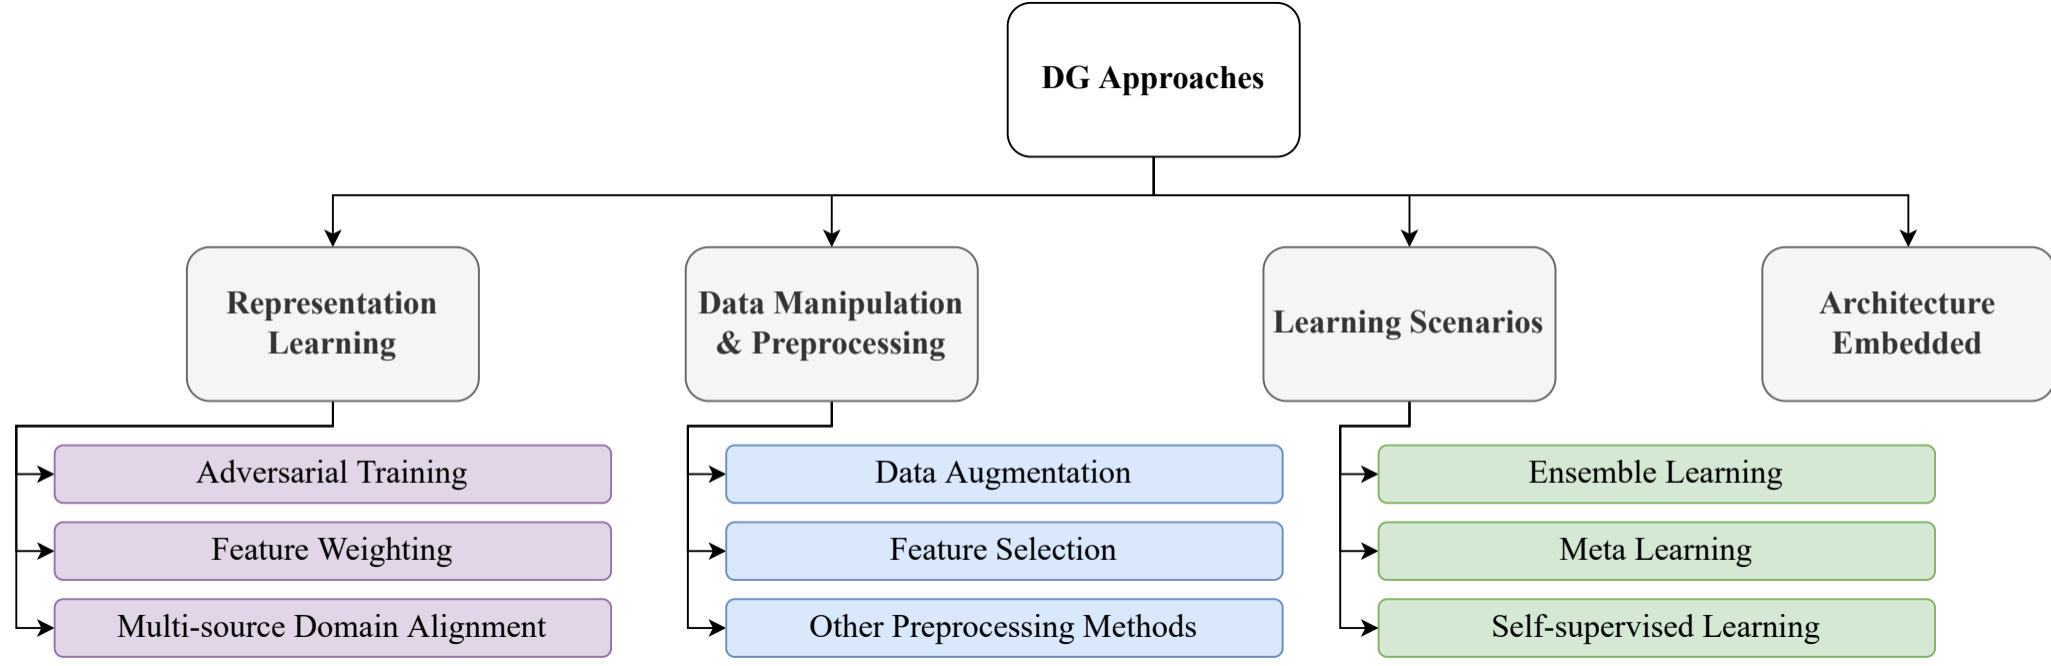 DG Approaches
Representation
Learning
Data Manipulation
& Preprocessing
Learning Scenarios
Architecture
Embedded
Adversarial Training
Feature Weighting
Multi-source Domain Alignment
Data Augmentation
Feature Selection
Other Preprocessing Methods
Ensemble Learning
Meta Learning
Self-supervised Learning